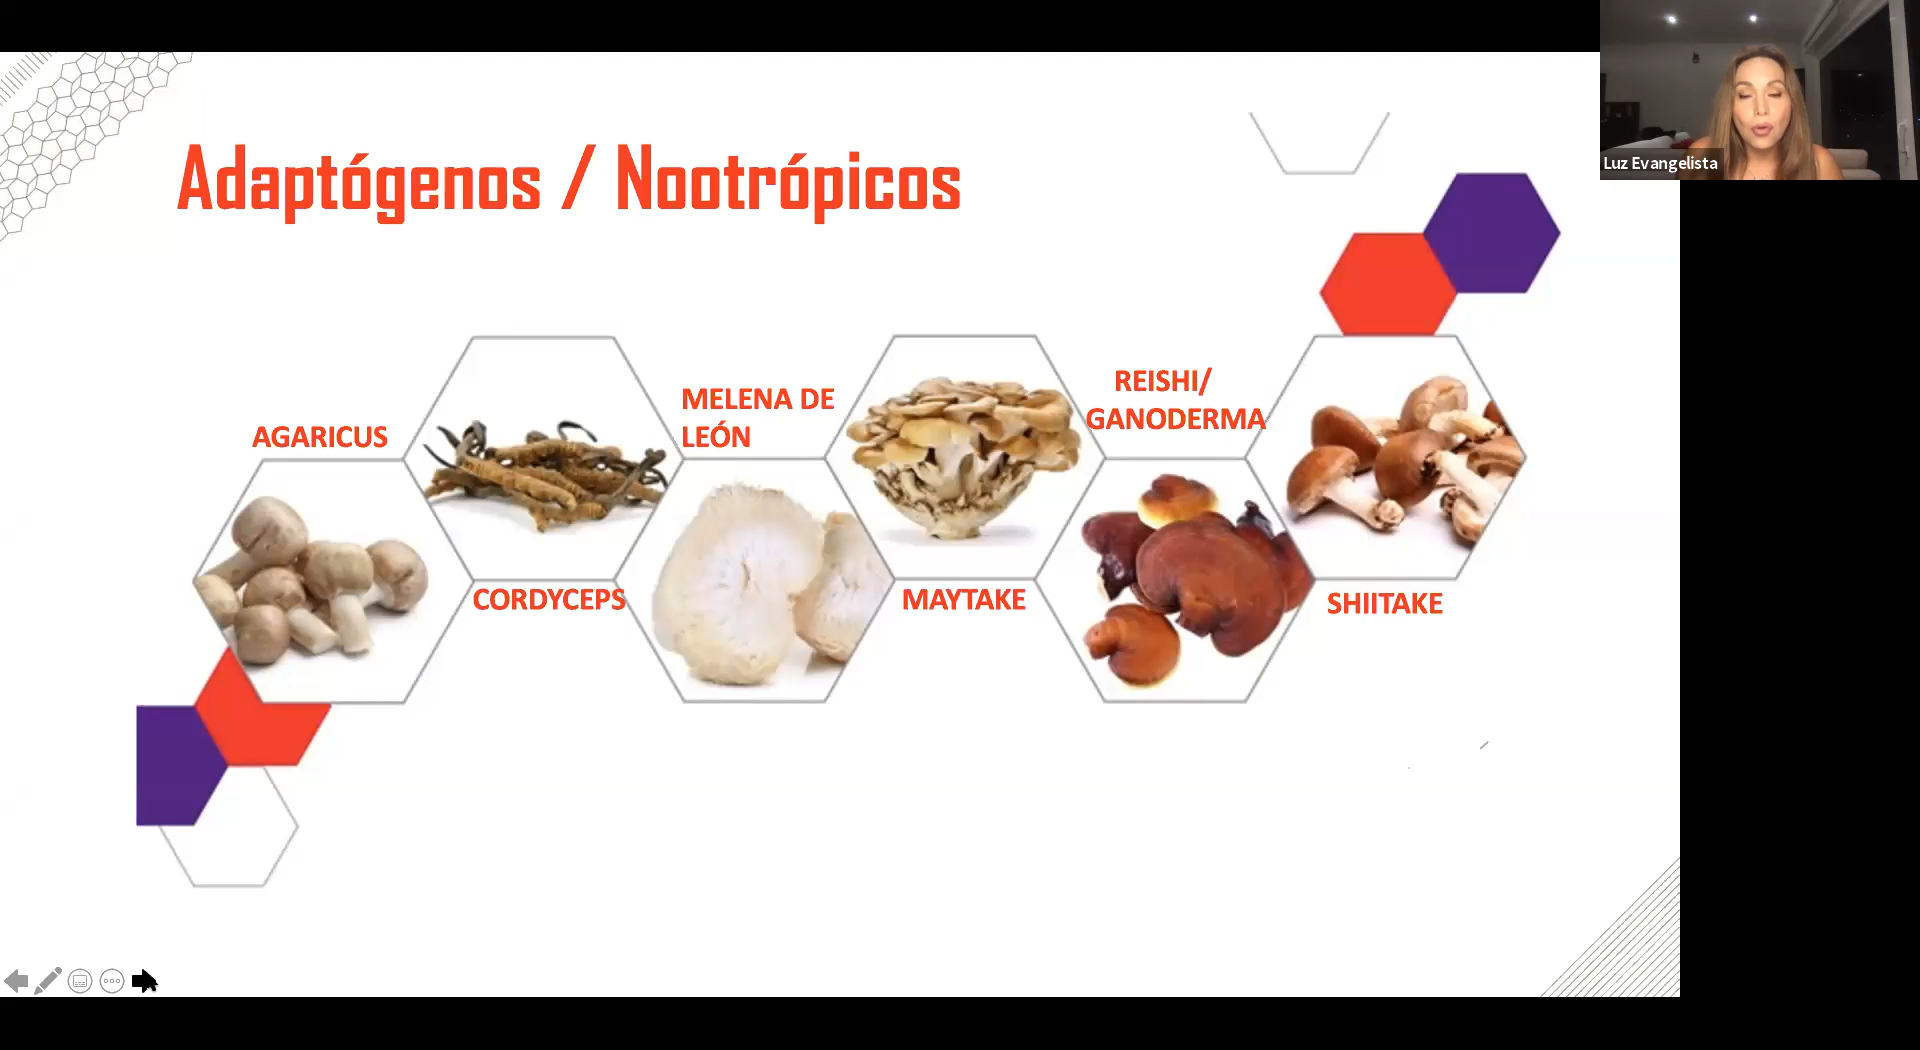 Luz Evangelista
Adaptógenos / Nootrópicos
AGARICUS
CORDYCEPS
MELENA DE
LEÓN
MAYTAKE
REISHI/
GANODERMA
SHIITAKE